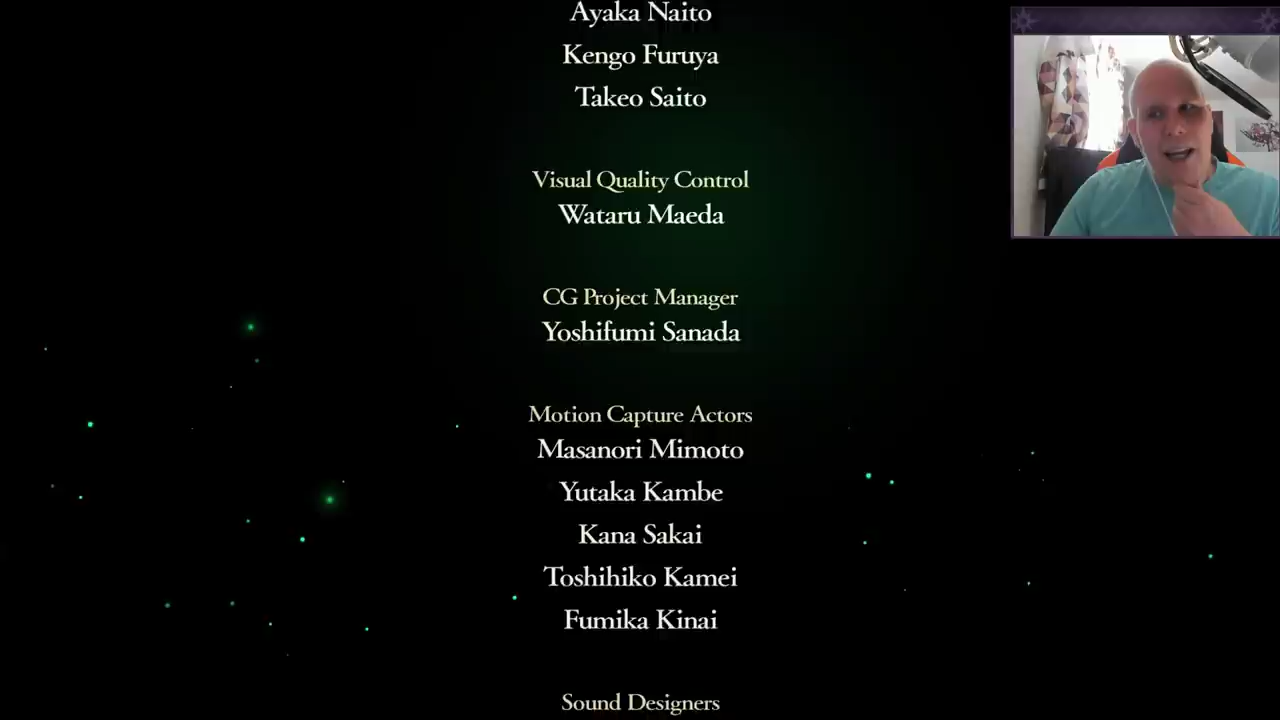 Ayaka Naito
Kengo Furuya
Takeo Saito
Visual Quality Control
Wataru Maeda
CG Project Manager
Yoshifumi Sanada
Motion Capture Actors
Masanori Mimoto
Yutaka Kambe
Kana Sakai
Toshihiko Kamei
Fumika Kinai
Sound Designers